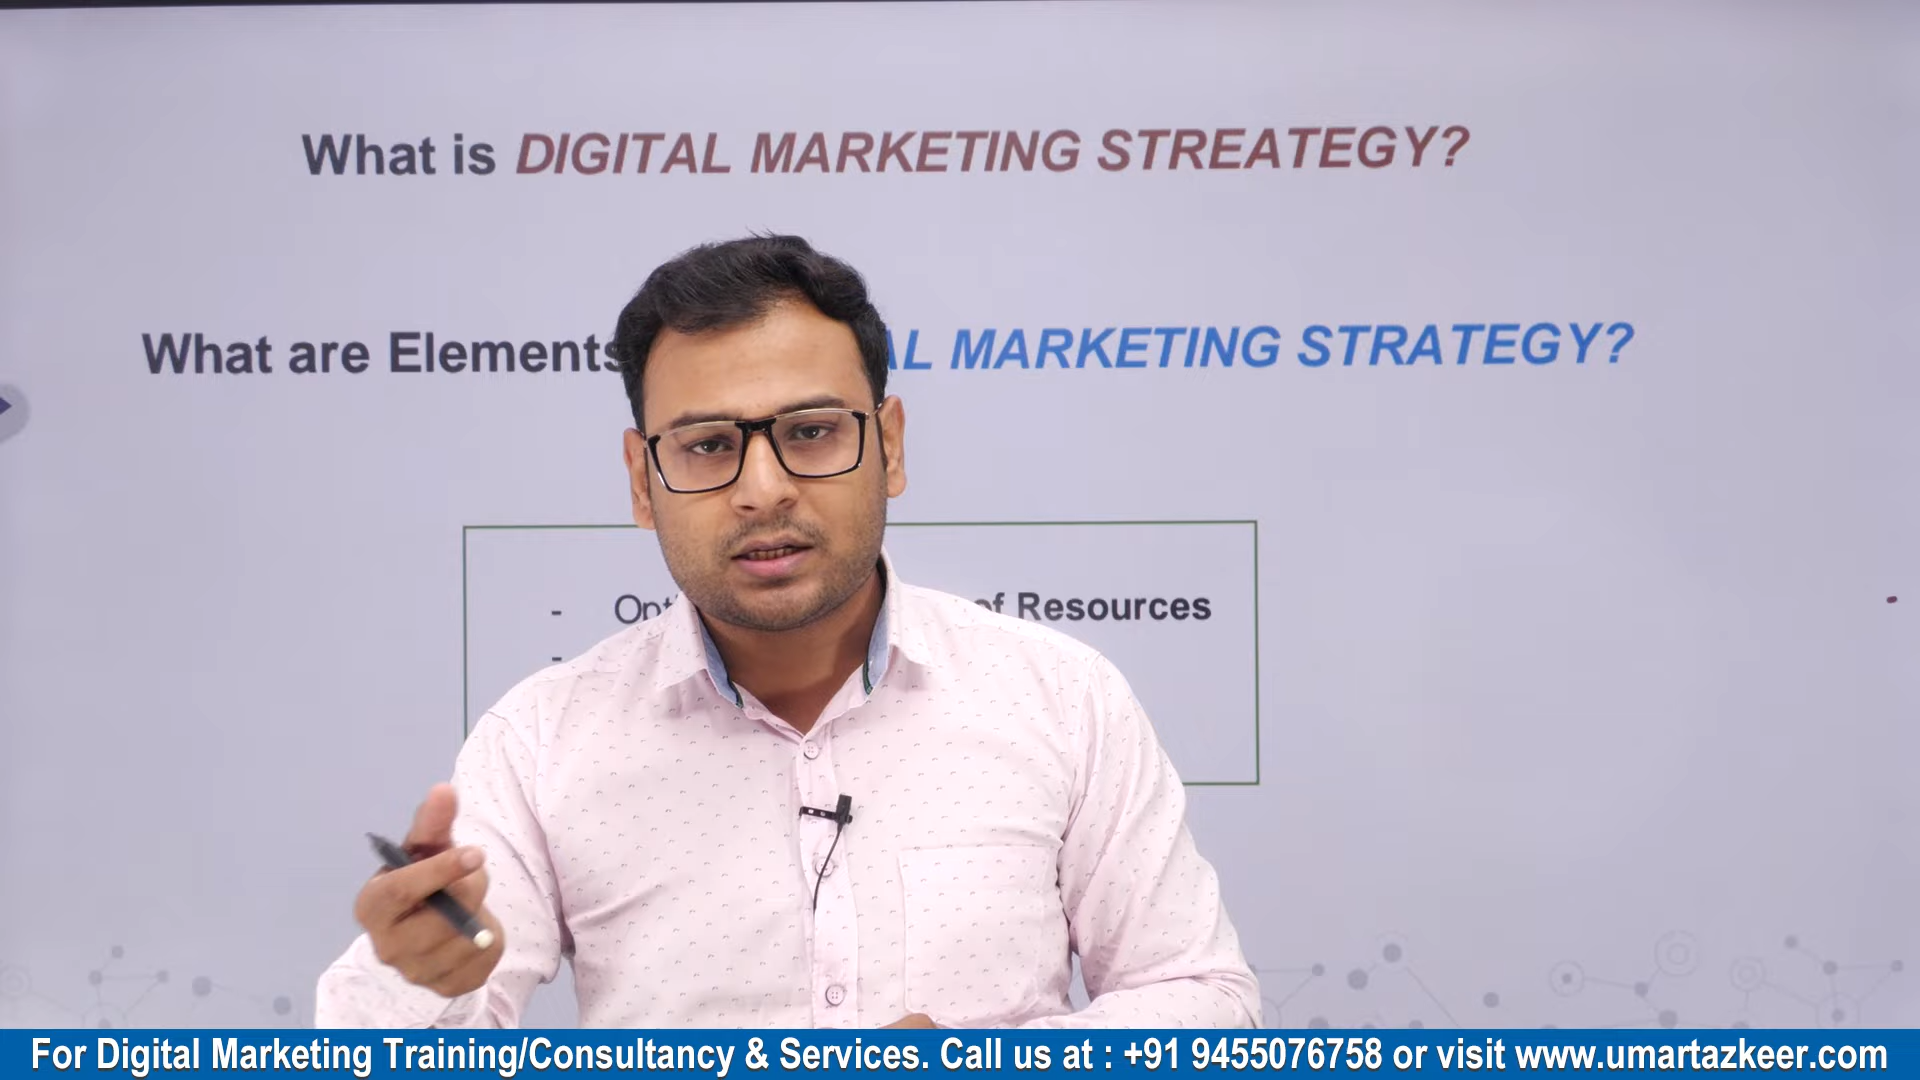 What is DIGITAL MARKETING STREATEGY?
What are Elements AL MARKETING STRATEGY?
- Opti of Resources
-
For Digital Marketing Training/Consultancy & Services. Call us at : +91 9455076758 or visit www.umartazkeer.com